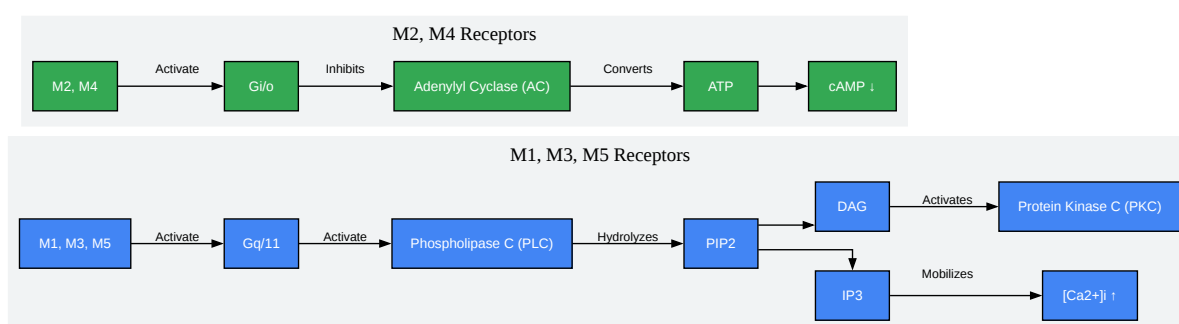 M2, M4 Receptors
M2, M4
Activate
Gi/o
Inhibits
Adenylyl Cyclase (AC)
Converts
ATP
cAMP ↓
M1, M3, M5 Receptors
M1, M3, M5
Activate
Gq/11
Activate
Phospholipase C (PLC)
Hydrolyzes
PIP2
DAG
Activates
Protein Kinase C (PKC)
IP3
Mobilizes
[Ca2+]i ↑